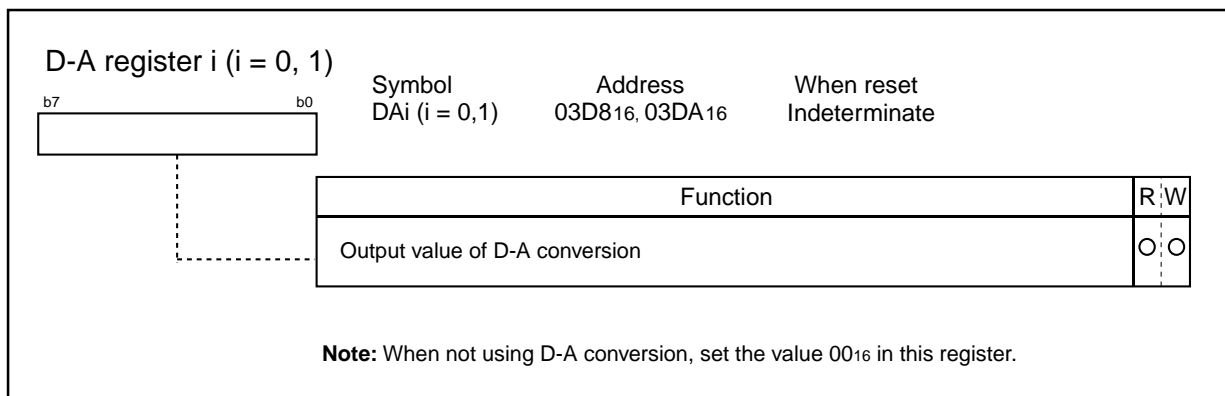 D-A register i (i = 0, 1)
b7 b0
Symbol Address When reset
DAi (i = 0,1) 03D816, 03DA16 Indeterminate
Function R W
Output value of D-A conversion O O
Note: When not using D-A conversion, set the value 0016 in this register.